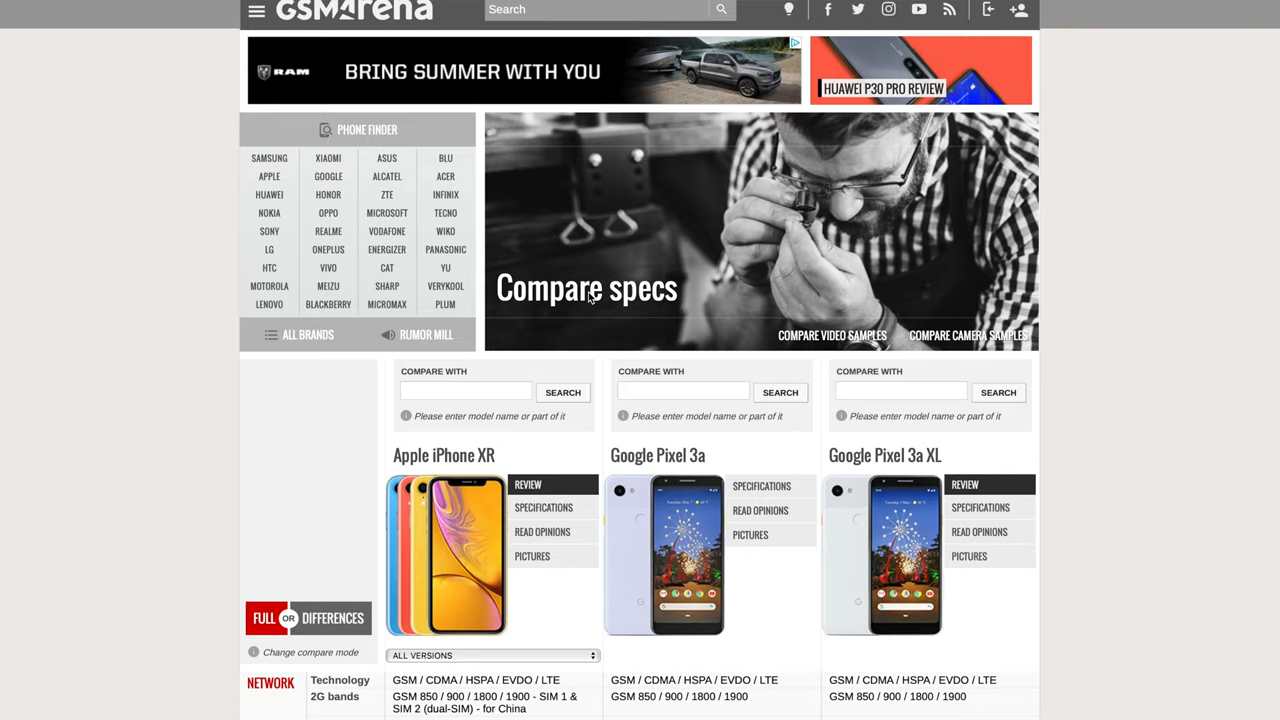 GSMArena
Search
RAM
BRING SUMMER WITH YOU
HUAWEI P30 PRO REVIEW
PHONE FINDER
SAMSUNG XIAOMI ASUS BLU
APPLE GOOGLE ALCATEL ACER
HUAWEI HONOR ZTE INFINIX
NOKIA OPPO MICROSOFT TECNO
SONY REALME VODAFONE WIKO
LG ONEPLUS ENERGIZER PANASONIC
HTC VIVO CAT YU
MOTOROLA MEIZU SHARP VERYKOOL
LENOVO BLACKBERRY MICROMAX PLUM
ALL BRANDS RUMOR MILL
Compare specs
COMPARE VIDEO SAMPLES COMPARE CAMERA SAMPLES
COMPARE WITH COMPARE WITH COMPARE WITH
SEARCH SEARCH SEARCH
Please enter model name or part of it Please enter model name or part of it Please enter model name or part of it
Apple iPhone XR Google Pixel 3a Google Pixel 3a XL
REVIEW
SPECIFICATIONS
READ OPINIONS
PICTURES
SPECIFICATIONS
READ OPINIONS
PICTURES
REVIEW
SPECIFICATIONS
READ OPINIONS
PICTURES
FULL OR DIFFERENCES
Change compare mode
ALL VERSIONS
NETWORK Technology GSM / CDMA / HSPA / EVDO / LTE GSM / CDMA / HSPA / EVDO / LTE GSM / CDMA / HSPA / EVDO / LTE
2G bands GSM 850 / 900 / 1800 / 1900 - SIM 1 & GSM 850 / 900 / 1800 / 1900 GSM 850 / 900 / 1800 / 1900
SIM 2 (dual-SIM) - for China